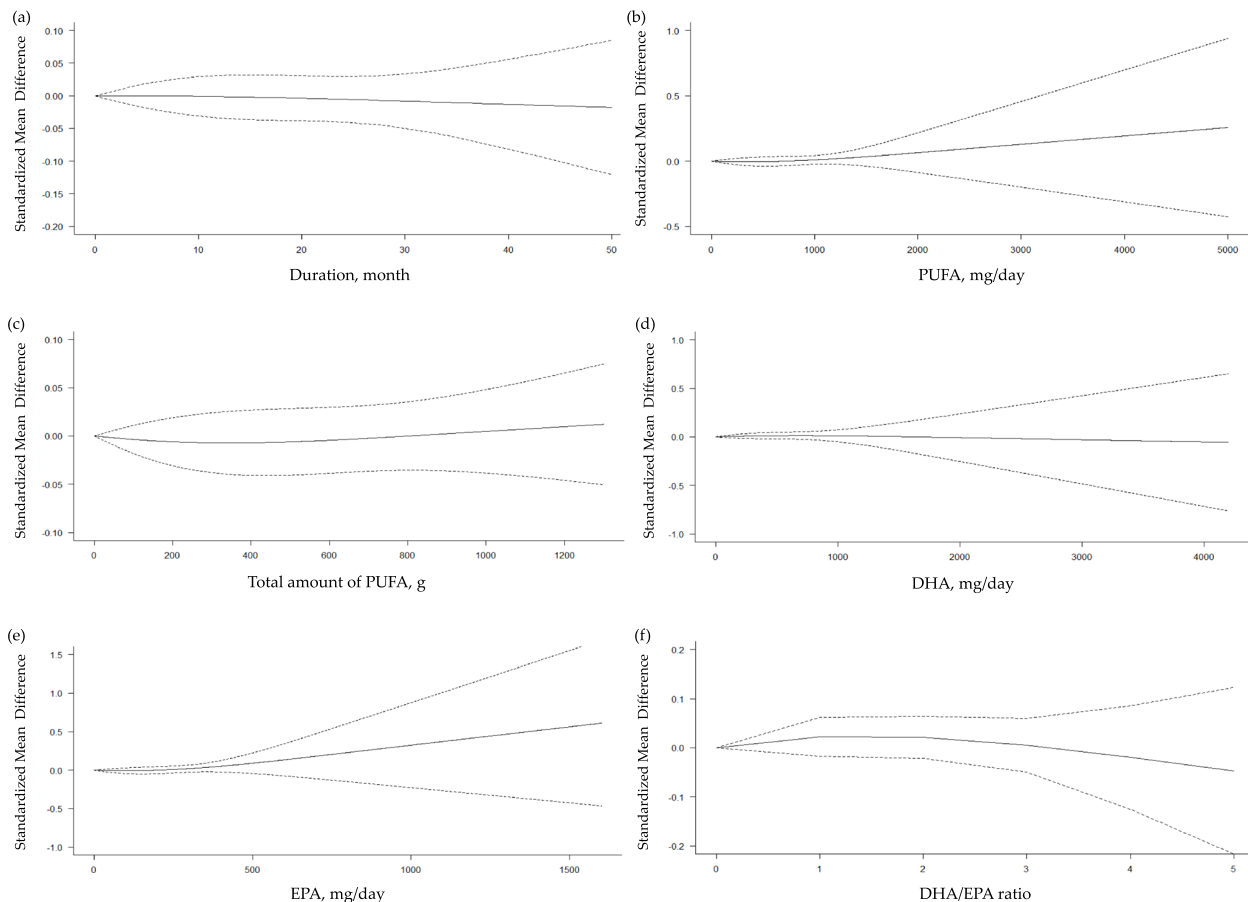 (a)
Standardized Mean Difference
0.10
0.05
0.00
-0.05
-0.10
-0.15
-0.20
0 10 20 30 40 50
Duration, month
(b)
Standardized Mean Difference
1.0
0.5
0.0
-0.5
0 1000 2000 3000 4000 5000
PUFA, mg/day
(c)
Standardized Mean Difference
0.10
0.05
0.00
-0.05
-0.10
0 200 400 600 800 1000 1200
Total amount of PUFA, g
(d)
Standardized Mean Difference
1.0
0.5
0.0
-0.5
-1.0
0 1000 2000 3000 4000
DHA, mg/day
(e)
Standardized Mean Difference
1.5
1.0
0.5
0.0
-0.5
-1.0
0 500 1000 1500
EPA, mg/day
(f)
Standardized Mean Difference
0.2
0.1
0.0
-0.1
-0.2
0 1 2 3 4 5
DHA/EPA ratio